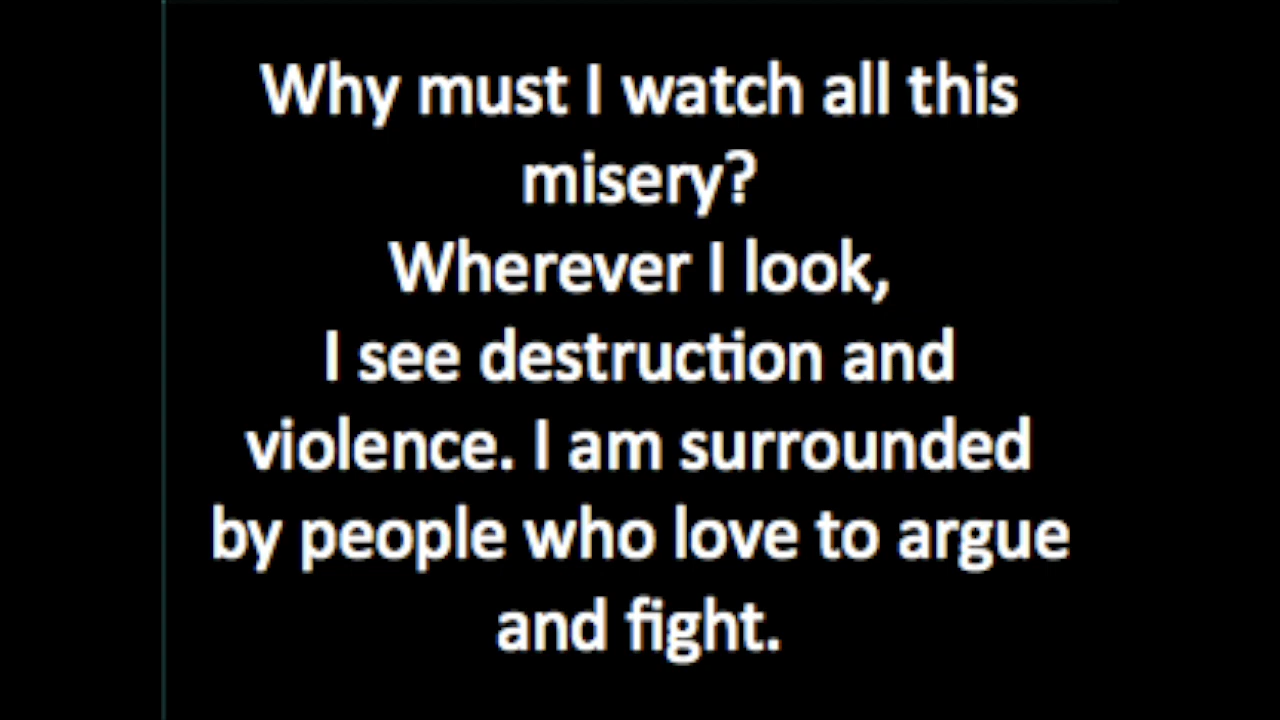 Why must I watch all this
misery?
Wherever I look,
I see destruction and
violence. I am surrounded
by people who love to argue
and fight.